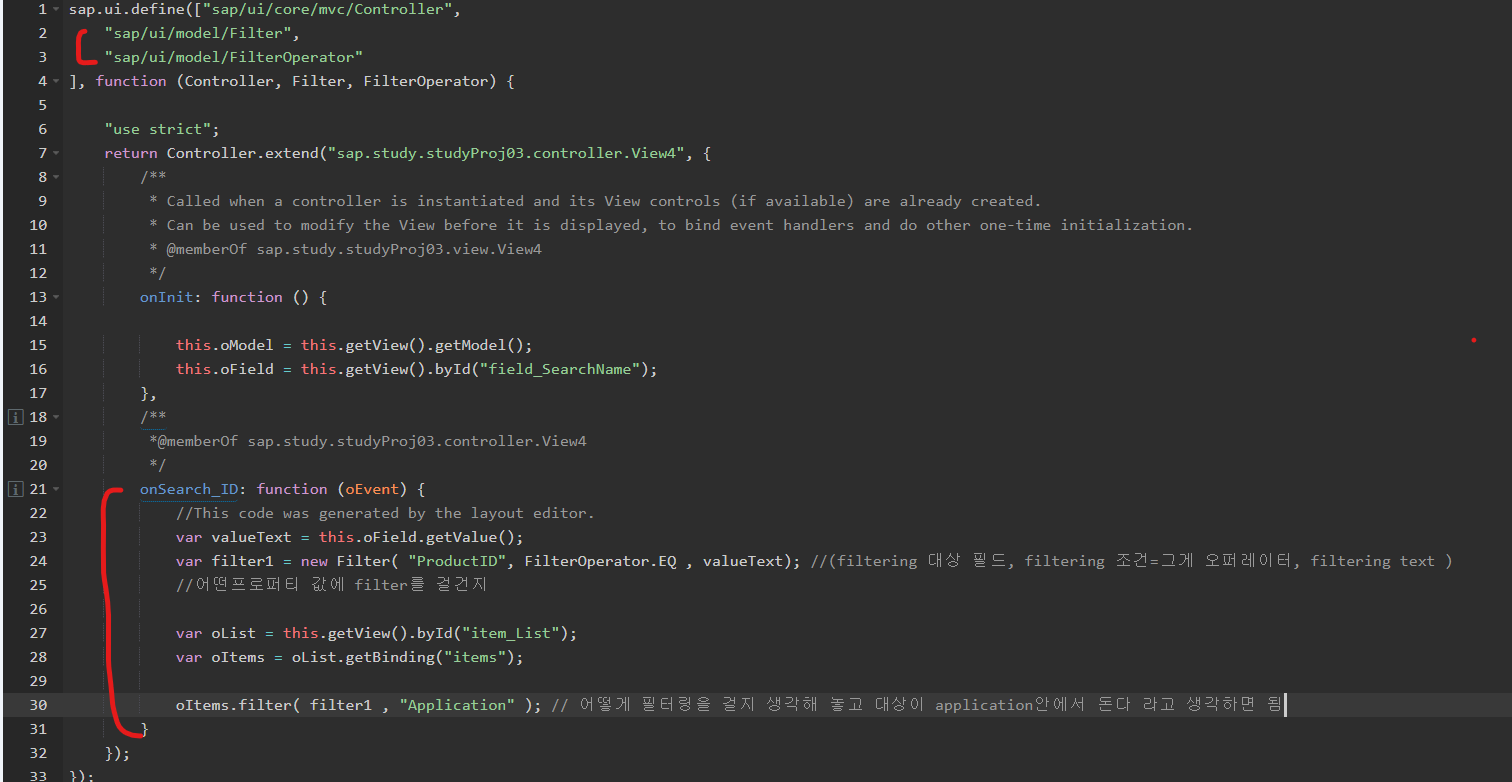 1 sap.ui.define(["sap/ui/core/mvc/Controller",
2 "sap/ui/model/Filter",
3 "sap/ui/model/FilterOperator"
4 ], function (Controller, Filter, FilterOperator) {
5
6 "use strict";
7 return Controller.extend("sap.study.studyProj03.controller.View4", {
8 /**
9 * Called when a controller is instantiated and its View controls (if available) are already created.
10 * Can be used to modify the View before it is displayed, to bind event handlers and do other one-time initialization.
11 * @memberOf sap.study.studyProj03.view.View4
12 */
13 onInit: function () {
14
15 this.oModel = this.getView().getModel();
16 this.oField = this.getView().byId("field_SearchName");
17 },
18 /**
19 *@memberOf sap.study.studyProj03.controller.View4
20 */
21 onSearch_ID: function (oEvent) {
22 //This code was generated by the layout editor.
23 var valueText = this.oField.getValue();
24 var filter1 = new Filter( "ProductID", FilterOperator.EQ , valueText); //(filtering 대상 필드, filtering 조건=그게 오퍼레이터, filtering text )
25 //어떤프로퍼티 값에 filter를 걸건지
26
27 var oList = this.getView().byId("item_List");
28 var oItems = oList.getBinding("items");
29
30 oItems.filter( filter1 , "Application" ); // 어떻게 필터링을 걸지 생각해 놓고 대상이 application안에서 돈다 라고 생각하면 됨
31 }
32 });
33 });